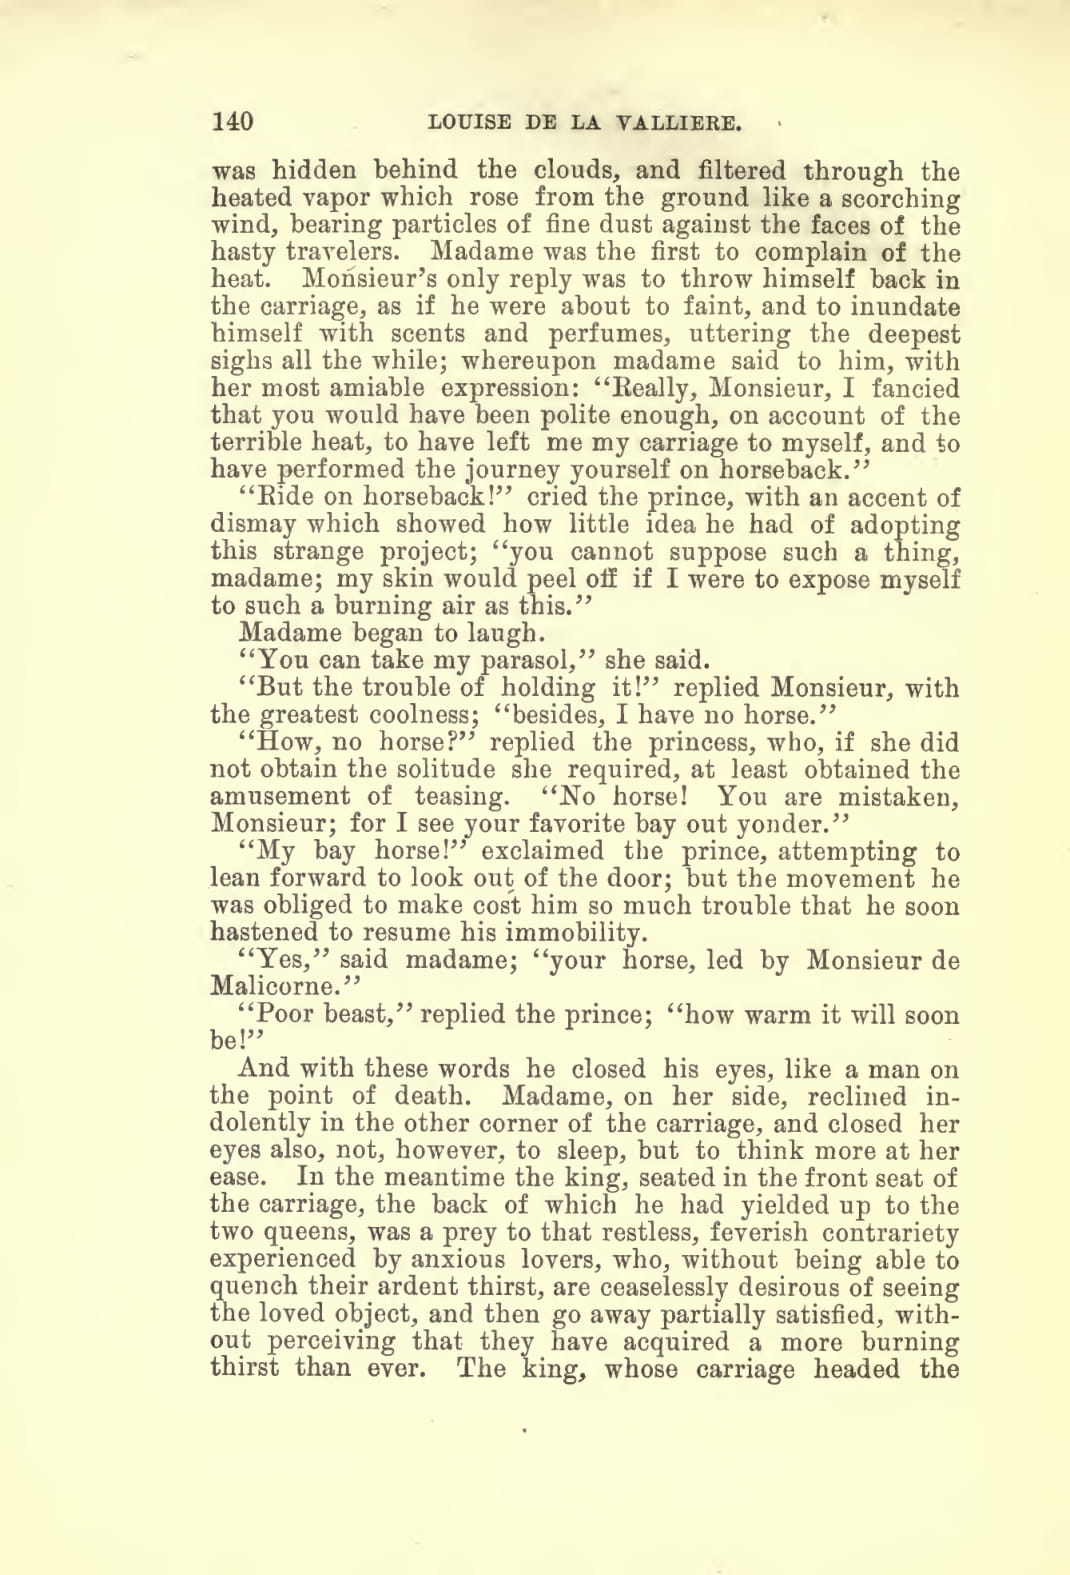 140 LOUISE DE LA VALLIERE.
was hidden behind the clouds, and filtered through the
heated vapor which rose from the ground like a scorching
wind, bearing particles of fine dust against the faces of the
hasty travelers. Madame was the first to complain of the
heat. Monsieur's only reply was to throw himself back in
the carriage, as if he were about to faint, and to inundate
himself with scents and perfumes, uttering the deepest
sighs all the while; whereupon madame said to him, with
her most amiable expression: “Really, Monsieur, I fancied
that you would have been polite enough, on account of the
terrible heat, to have left me my carriage to myself, and to
have performed the journey yourself on horseback.”
“Ride on horseback!” cried the prince, with an accent of
dismay which showed how little idea he had of adopting
this strange project; “you cannot suppose such a thing,
madame; my skin would peel off if I were to expose myself
to such a burning air as this.”
Madame began to laugh.
“You can take my parasol,” she said.
“But the trouble of holding it!” replied Monsieur, with
the greatest coolness; “besides, I have no horse.”
“How, no horse?” replied the princess, who, if she did
not obtain the solitude she required, at least obtained the
amusement of teasing. “No horse! You are mistaken,
Monsieur; for I see your favorite bay out yonder.”
“My bay horse!” exclaimed the prince, attempting to
lean forward to look out of the door; but the movement he
was obliged to make cost him so much trouble that he soon
hastened to resume his immobility.
“Yes,” said madame; “your horse, led by Monsieur de
Malicorne.”
“Poor beast,” replied the prince; “how warm it will soon
be!”
And with these words he closed his eyes, like a man on
the point of death. Madame, on her side, reclined in-
dolently in the other corner of the carriage, and closed her
eyes also, not, however, to sleep, but to think more at her
ease. In the meantime the king, seated in the front seat of
the carriage, the back of which he had yielded up to the
two queens, was a prey to that restless, feverish contrariety
experienced by anxious lovers, who, without being able to
quench their ardent thirst, are ceaselessly desirous of seeing
the loved object, and then go away partially satisfied, with-
out perceiving that they have acquired a more burning
thirst than ever. The king, whose carriage headed the